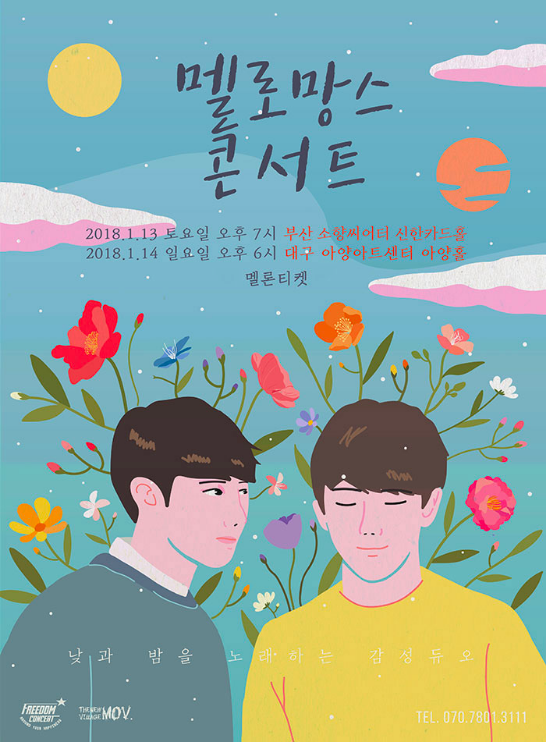 멜로망스
콘서트
2018.1.13 토요일 오후 7시 부산 소향씨어터 신한카드홀
2018.1.14 일요일 오후 6시 대구 아양아트센터 아양홀
멜론티켓
낮과 밤을 노래하는 감성듀오
FREEDOM
CONCERT
THE NEW
VILLAGE MOV.
TEL. 070.7801.3111